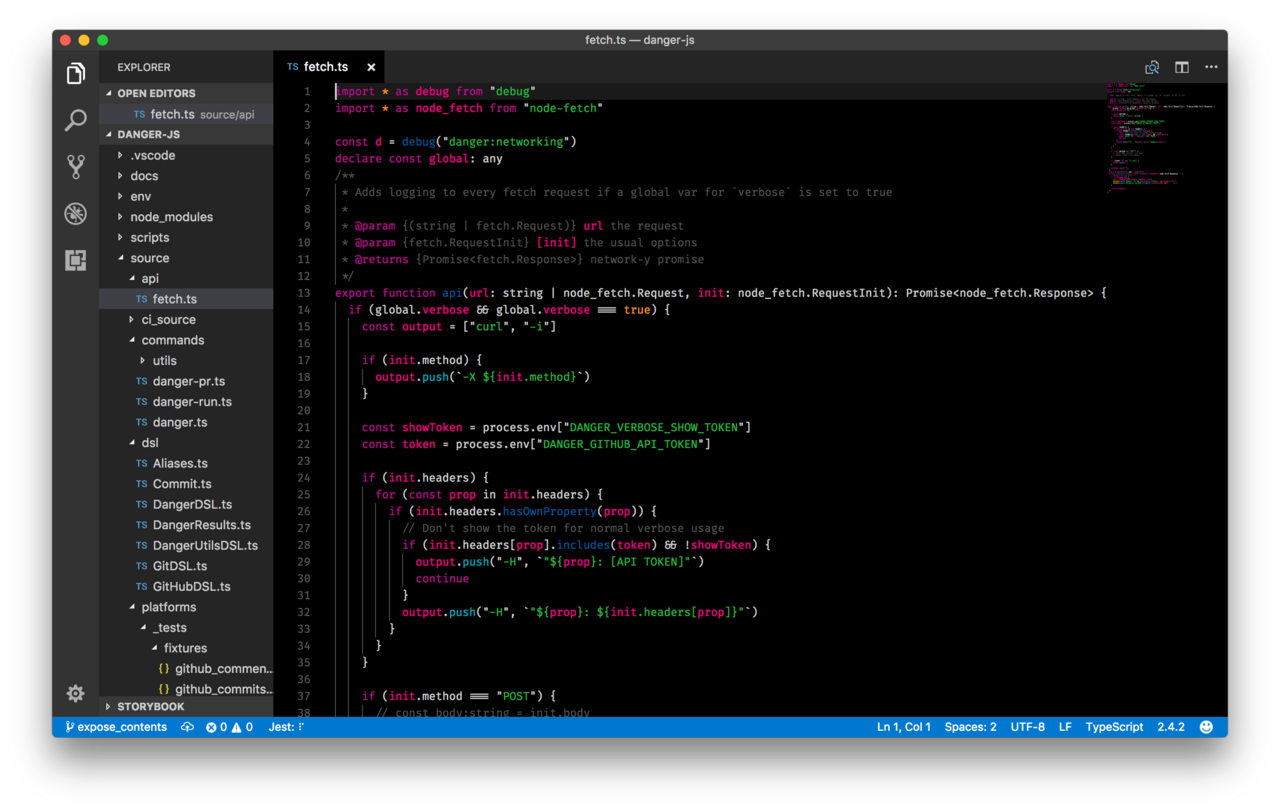 fetch.ts — danger-js
EXPLORER
OPEN EDITORS
TS fetch.ts source/api
DANGER-JS
.vscode
docs
env
node_modules
scripts
source
api
TS fetch.ts
ci_source
commands
utils
TS danger-pr.ts
TS danger-run.ts
TS danger.ts
dsl
TS Aliases.ts
TS Commit.ts
TS DangerDSL.ts
TS DangerResults.ts
TS DangerUtilsDSL.ts
TS GitDSL.ts
TS GitHubDSL.ts
platforms
_tests
fixtures
{} github_commen...
{} github_commits...
STORYBOOK
TS fetch.ts ×
1 import * as debug from "debug"
2 import * as node_fetch from "node-fetch"
3
4 const d = debug("danger:networking")
5 declare const global: any
6 /**
7 * Adds logging to every fetch request if a global var for `verbose` is set to true
8 *
9 * @param {(string | fetch.Request)} url the request
10 * @param {fetch.RequestInit} [init] the usual options
11 * @returns {Promise<fetch.Response>} network-y promise
12 */
13 export function api(url: string | node_fetch.Request, init: node_fetch.RequestInit): Promise<node_fetch.Response> {
14 if (global.verbose && global.verbose === true) {
15 const output = ["curl", "-i"]
16
17 if (init.method) {
18 output.push(`-X ${init.method}`)
19 }
20
21 const showToken = process.env["DANGER_VERBOSE_SHOW_TOKEN"]
22 const token = process.env["DANGER_GITHUB_API_TOKEN"]
23
24 if (init.headers) {
25 for (const prop in init.headers) {
26 if (init.headers.hasOwnProperty(prop)) {
27 // Don't show the token for normal verbose usage
28 if (init.headers[prop].includes(token) && !showToken) {
29 output.push("-H", `"${prop}: [API TOKEN]"`)
30 continue
31 }
32 output.push("-H", `"${prop}: ${init.headers[prop]}"`)
33 }
34 }
35 }
36
37 if (init.method === "POST") {
38 // const body:string = init.body
expose_contents 0 0 Jest: Ln 1, Col 1 Spaces: 2 UTF-8 LF TypeScript 2.4.2